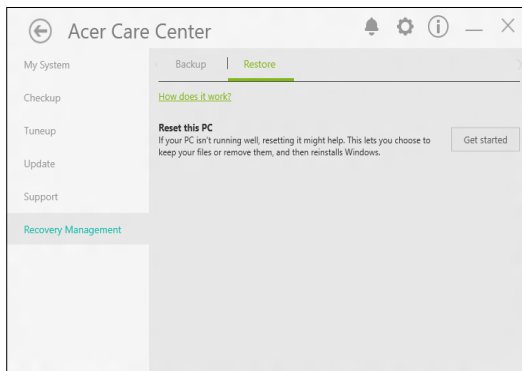 Acer Care Center
My System
Checkup
Tuneup
Update
Support
Recovery Management
Backup
Restore
How does it work?
Reset this PC
If your PC isn't running well, resetting it might help. This lets you choose to
keep your files or remove them, and then reinstalls Windows.
Get started